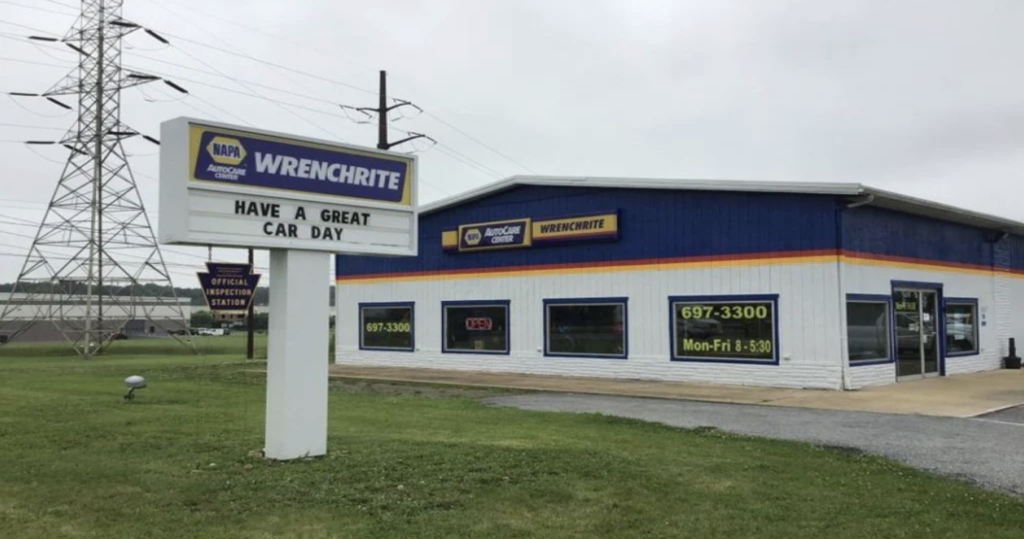 NAPA
AUTOCARE
CENTER
WRENCHRITE
HAVE A GREAT
CAR DAY
OFFICIAL
INSPECTION
STATION
NAPA
AUTOCARE
CENTER
WRENCHRITE
697-3300
OPEN
697-3300
Mon-Fri 8-5:30